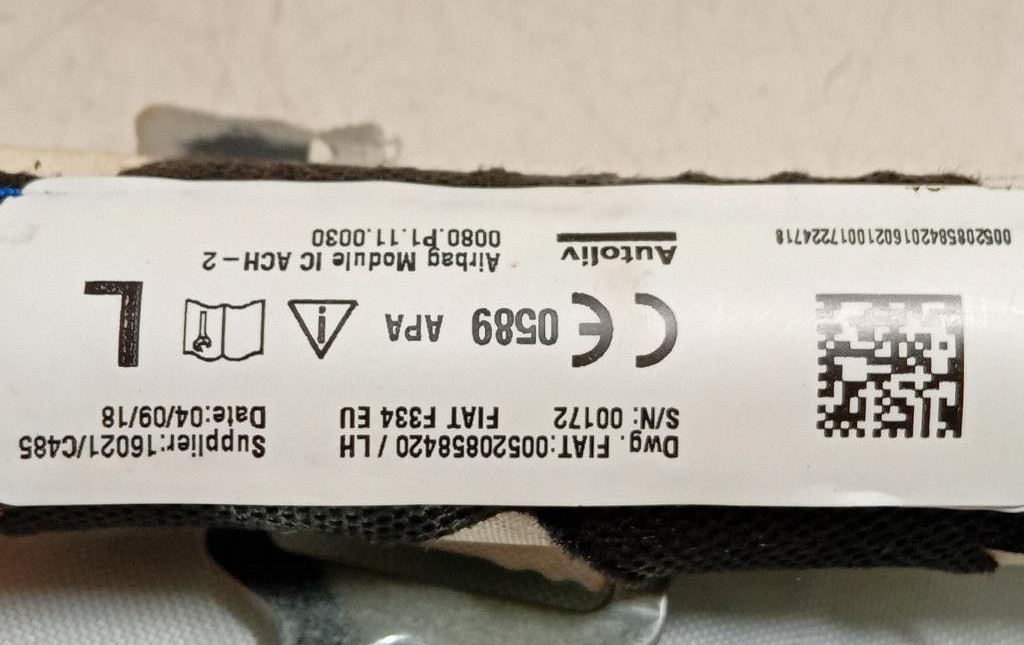 Dwg. FIAT:00520858420 / LH
S/N: 00172 FIAT F334 EU
Supplier:16021/C485
Date:04/09/18
CE 0589 APA
i
L
Autoliv
Airbag Module IC ACH-2
0080.P1.11.0030
00520858420160210017224718